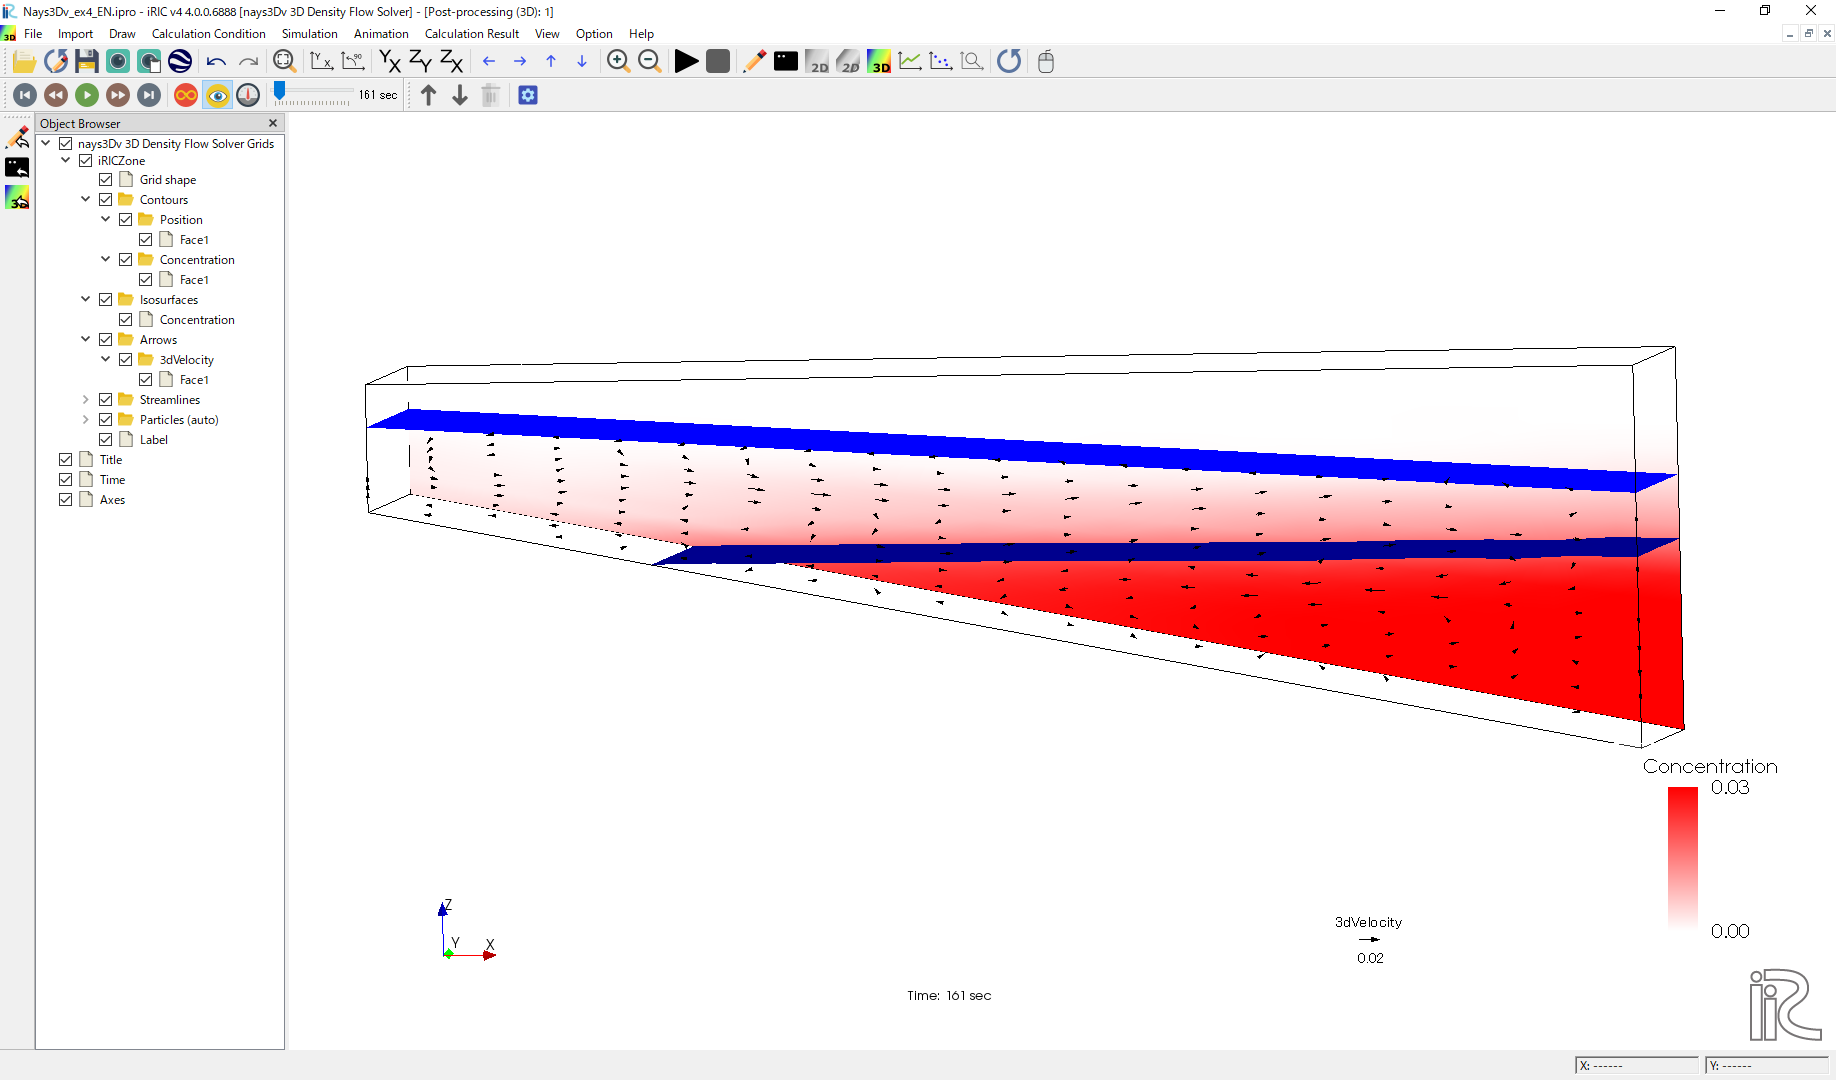 Nays3Dv_ex4_EN.ipro - iRIC v4 4.0.0.6888 [nays3Dv 3D Density Flow Solver] - [Post-processing (3D): 1]
File Import Draw Calculation Condition Simulation Animation Calculation Result View Option Help
161 sec
Object Browser
nays3Dv 3D Density Flow Solver Grids
iRICZone
Grid shape
Contours
Position
Face1
Concentration
Face1
Isosurfaces
Concentration
Arrows
3dVelocity
Face1
Streamlines
Particles (auto)
Label
Title
Time
Axes
Concentration
0.03
0.00
Z
Y X
3dVelocity
0.02
Time: 161 sec
iRIC
X: ------ Y: ------